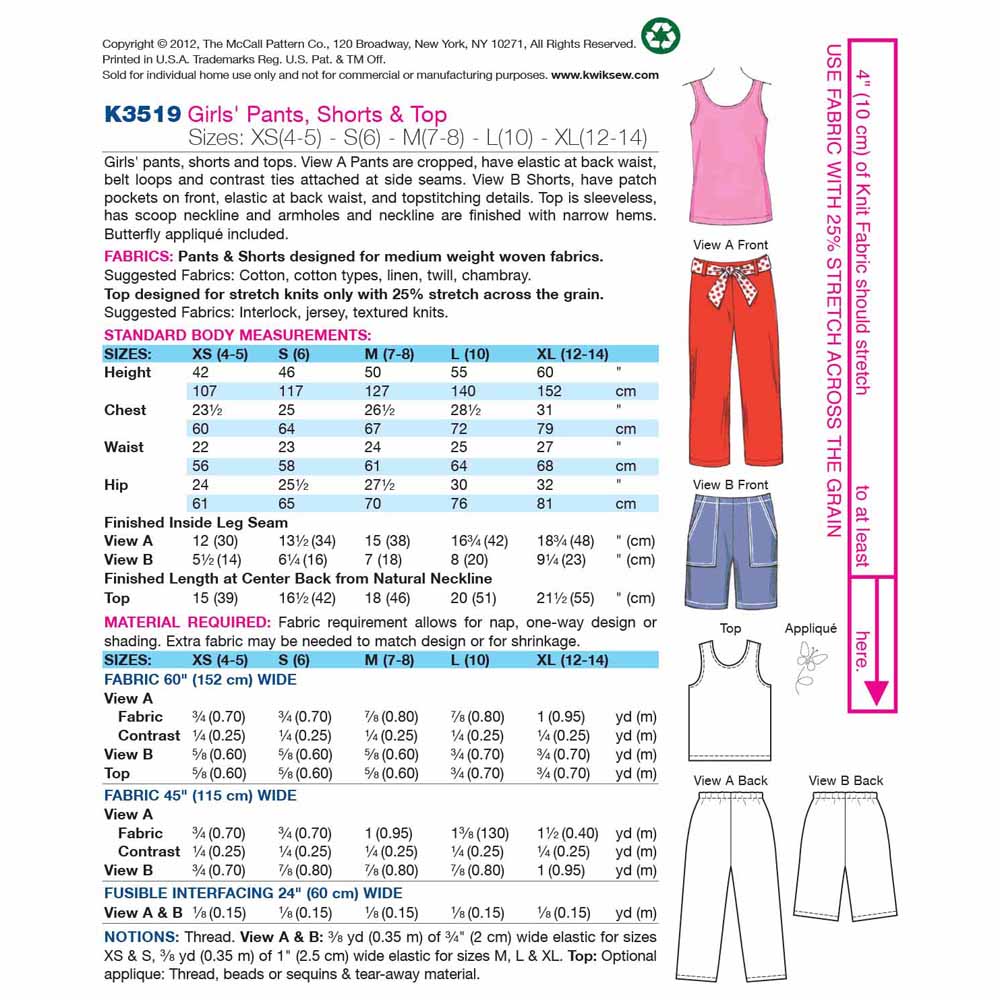 Copyright © 2012, The McCall Pattern Co., 120 Broadway, New York, NY 10271, All Rights Reserved.
Printed in U.S.A. Trademarks Reg. U.S. Pat. & TM Off.
Sold for individual home use only and not for commercial or manufacturing purposes. www.kwiksew.com
K3519 Girls' Pants, Shorts & Top
Sizes: XS(4-5) - S(6) - M(7-8) - L(10) - XL(12-14)
Girls' pants, shorts and tops. View A Pants are cropped, have elastic at back waist,
belt loops and contrast ties attached at side seams. View B Shorts, have patch
pockets on front, elastic at back waist, and topstitching details. Top is sleeveless,
has scoop neckline and armholes and neckline are finished with narrow hems.
Butterfly appliqué included.
FABRICS: Pants & Shorts designed for medium weight woven fabrics.
Suggested Fabrics: Cotton, cotton types, linen, twill, chambray.
Top designed for stretch knits only with 25% stretch across the grain.
Suggested Fabrics: Interlock, jersey, textured knits.
STANDARD BODY MEASUREMENTS:
SIZES: XS (4-5) S (6) M (7-8) L (10) XL (12-14)
Height 42 46 50 55 60 "
107 117 127 140 152 cm
Chest 23½ 25 26½ 28½ 31 "
60 64 67 72 79 cm
Waist 22 23 24 25 27 "
56 58 61 64 68 cm
Hip 24 25½ 27½ 30 32 "
61 65 70 76 81 cm
Finished Inside Leg Seam
View A 12 (30) 13½ (34) 15 (38) 16¾ (42) 18¾ (48) " (cm)
View B 5½ (14) 6¼ (16) 7 (18) 8 (20) 9¼ (23) " (cm)
Finished Length at Center Back from Natural Neckline
Top 15 (39) 16½ (42) 18 (46) 20 (51) 21½ (55) " (cm)
MATERIAL REQUIRED: Fabric requirement allows for nap, one-way design or
shading. Extra fabric may be needed to match design or for shrinkage.
SIZES: XS (4-5) S (6) M (7-8) L (10) XL (12-14)
FABRIC 60" (152 cm) WIDE
View A
Fabric ¾ (0.70) ¾ (0.70) ⅞ (0.80) ⅞ (0.80) 1 (0.95) yd (m)
Contrast ¼ (0.25) ¼ (0.25) ¼ (0.25) ¼ (0.25) ¼ (0.25) yd (m)
View B ⅝ (0.60) ⅝ (0.60) ⅝ (0.60) ¾ (0.70) ¾ (0.70) yd (m)
Top ⅝ (0.60) ⅝ (0.60) ⅝ (0.60) ¾ (0.70) ¾ (0.70) yd (m)
FABRIC 45" (115 cm) WIDE
View A
Fabric ¾ (0.70) ¾ (0.70) 1 (0.95) 1⅜ (130) 1½ (0.40) yd (m)
Contrast ¼ (0.25) ¼ (0.25) ¼ (0.25) ¼ (0.25) ¼ (0.25) yd (m)
View B ¾ (0.70) ⅞ (0.80) ⅞ (0.80) ⅞ (0.80) 1 (0.95) yd (m)
FUSIBLE INTERFACING 24" (60 cm) WIDE
View A & B ⅛ (0.15) ⅛ (0.15) ⅛ (0.15) ⅛ (0.15) ⅛ (0.15) yd (m)
NOTIONS: Thread. View A & B: ⅜ yd (0.35 m) of ¾" (2 cm) wide elastic for sizes
XS & S, ⅜ yd (0.35 m) of 1" (2.5 cm) wide elastic for sizes M, L & XL. Top: Optional
applique: Thread, beads or sequins & tear-away material.
View A Front
View B Front
Top Appliqué
View A Back View B Back
4" (10 cm) of Knit Fabric should stretch to at least here.
USE FABRIC WITH 25% STRETCH ACROSS THE GRAIN